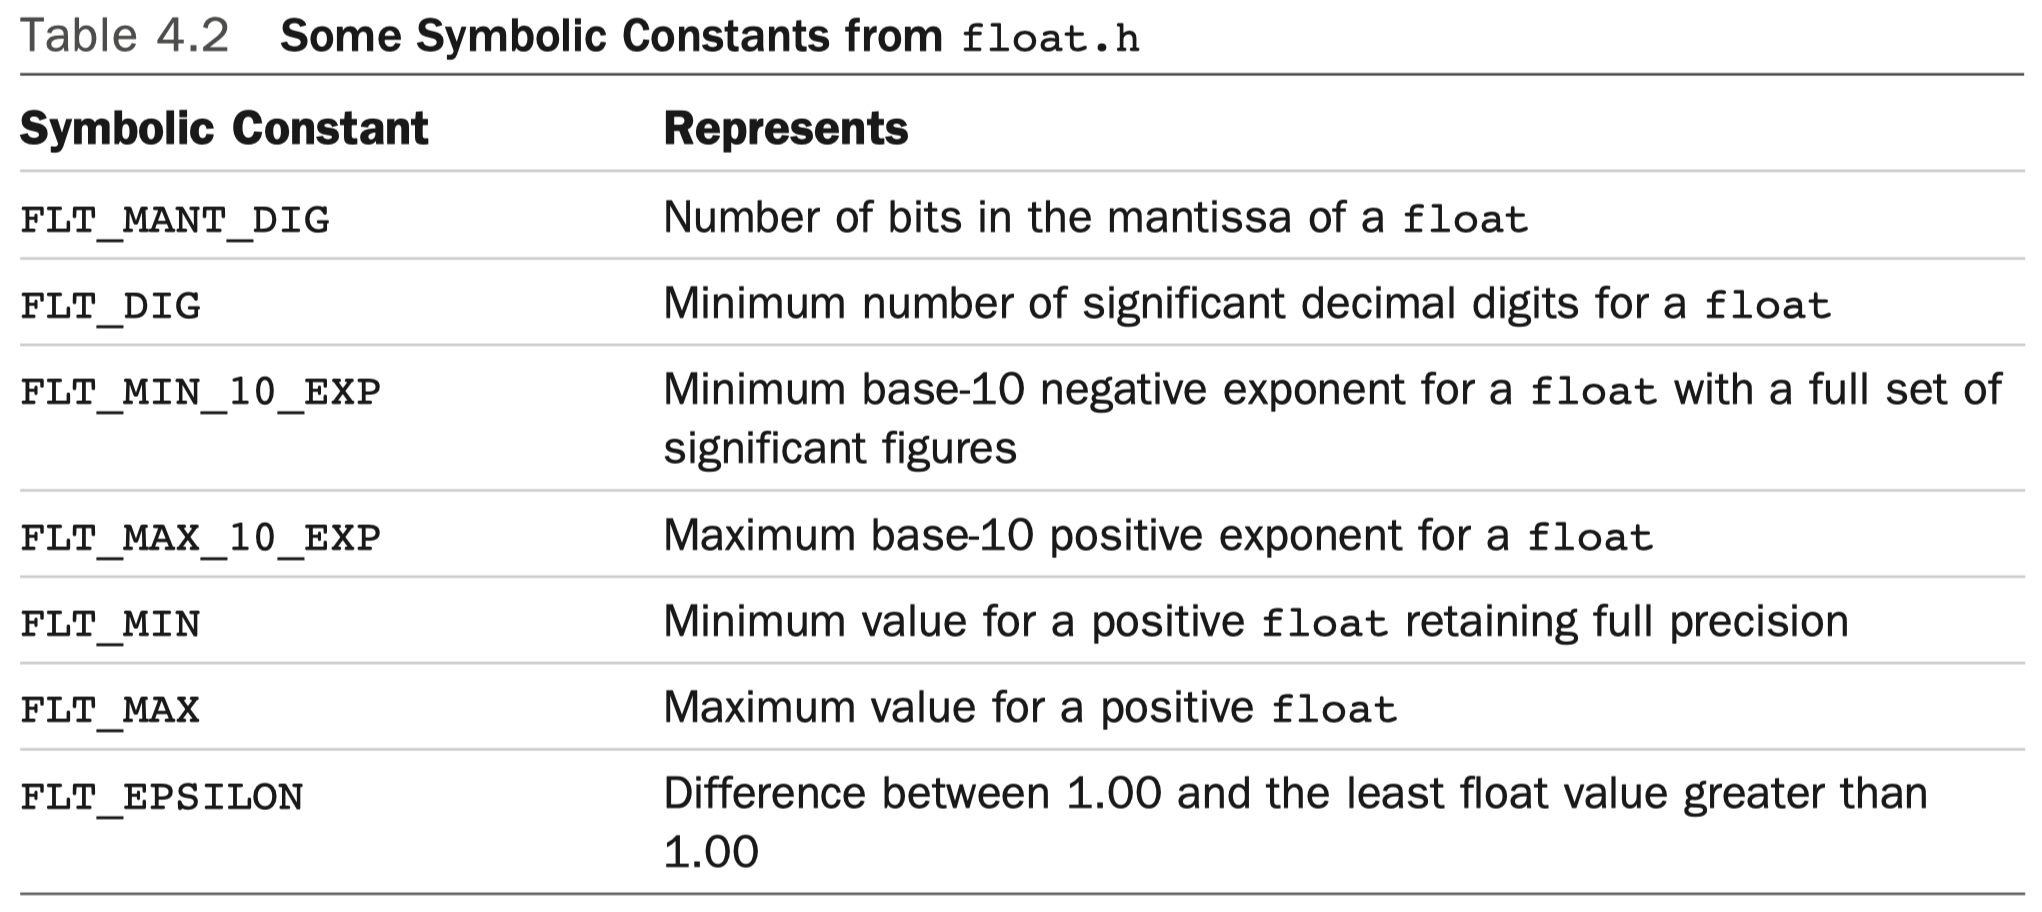 Table 4.2 Some Symbolic Constants from float.h
Symbolic Constant Represents
FLT_MANT_DIG Number of bits in the mantissa of a float
FLT_DIG Minimum number of significant decimal digits for a float
FLT_MIN_10_EXP Minimum base-10 negative exponent for a float with a full set of
significant figures
FLT_MAX_10_EXP Maximum base-10 positive exponent for a float
FLT_MIN Minimum value for a positive float retaining full precision
FLT_MAX Maximum value for a positive float
FLT_EPSILON Difference between 1.00 and the least float value greater than
1.00